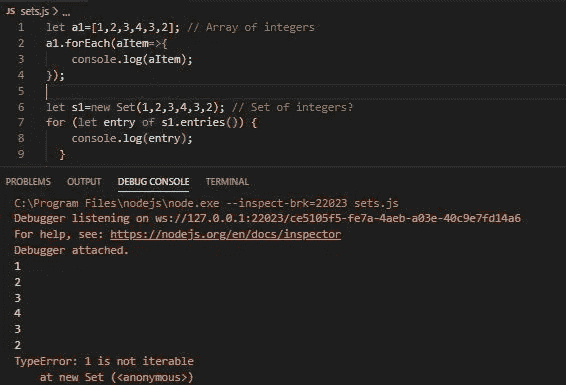 JS sets.js > ...
1 let a1=[1,2,3,4,3,2]; // Array of integers
2 a1.forEach(aItem=>{
3 console.log(aItem);
4 });
5
6 let s1=new Set(1,2,3,4,3,2); // Set of integers?
7 for (let entry of s1.entries()) {
8 console.log(entry);
9 }
PROBLEMS OUTPUT DEBUG CONSOLE TERMINAL
C:\Program Files\nodejs\node.exe --inspect-brk=22023 sets.js
Debugger listening on ws://127.0.0.1:22023/ce5105f5-fe7a-4aeb-a03e-40c9e7fd14a6
For help, see: https://nodejs.org/en/docs/inspector
Debugger attached.
1
2
3
4
3
2
TypeError: 1 is not iterable
at new Set (<anonymous>)